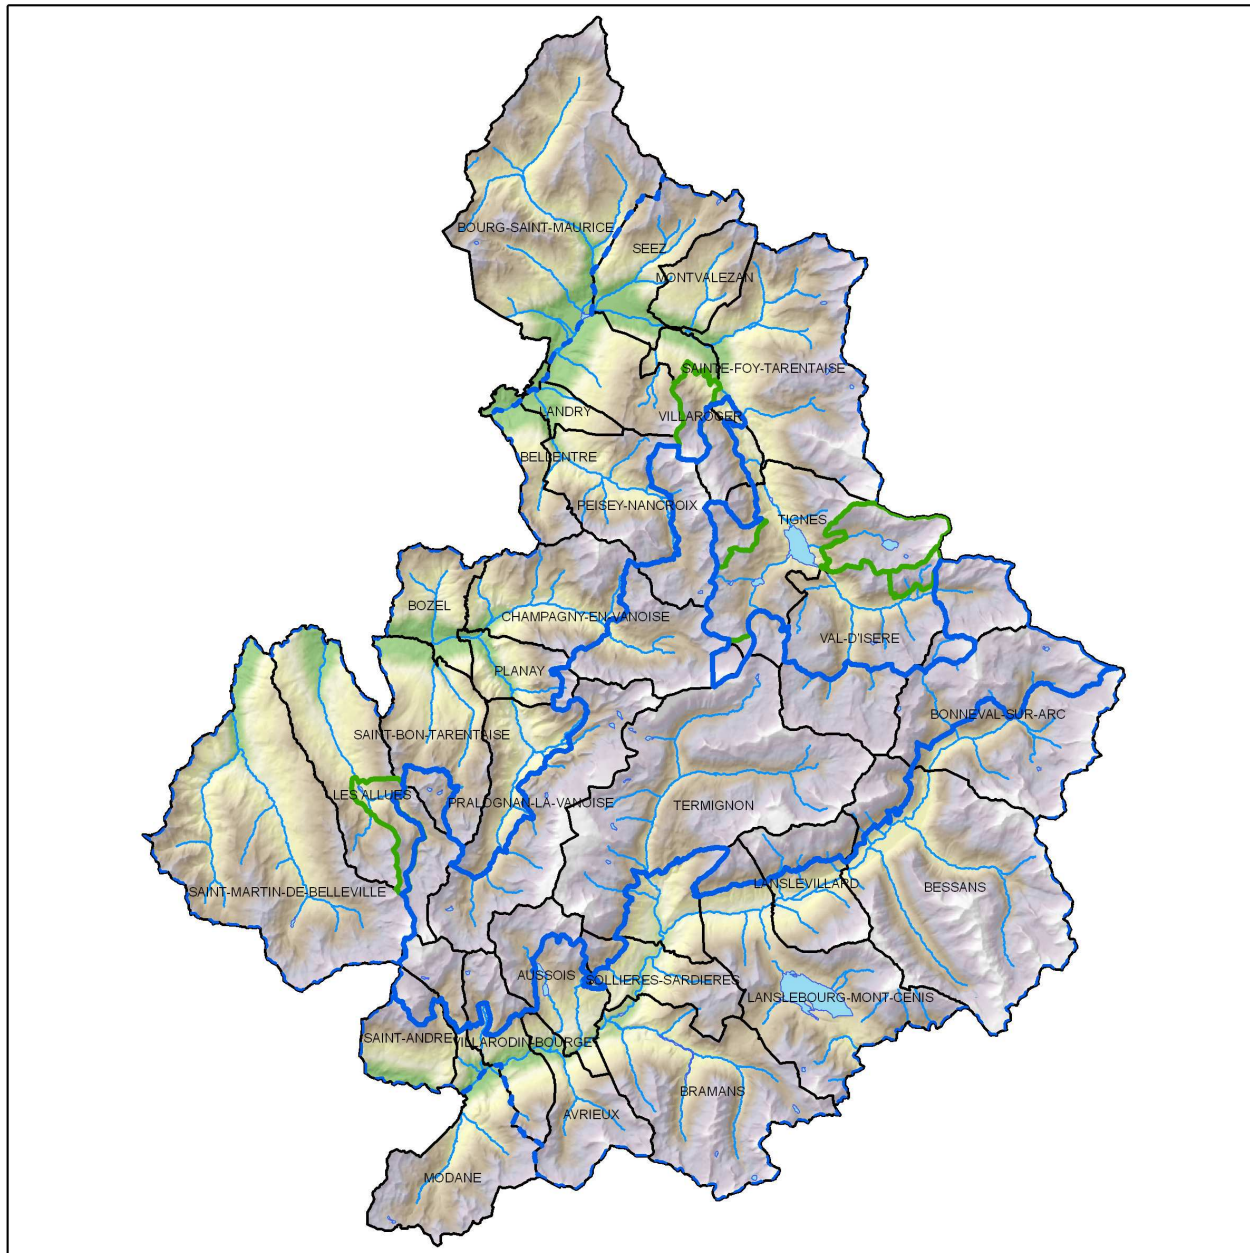 BOURG-SAINT-MAURICE
SEEZ
MONTVALEZAN
SAINTE-FOY-TARENTAISE
LANDRY
VILLAROGER
BELLENTRE
PEISEY-NANCROIX
TIGNES
BOZEL
CHAMPAGNY-EN-VANOISE
VAL-D'ISERE
PLANAY
BONNEVAL-SUR-ARC
SAINT-BON-TARENTAISE
LES ALLUES
PRALOGNAN-LA-VANOISE
TERMIGNON
SAINT-MARTIN-DE-BELLEVILLE
LANSLEVILLARD
BESSANS
AUSSOIS
SOLLIERES-SARDIERES
LANSLEBOURG-MONT-CENIS
SAINT-ANDRE
VILLARODIN-BOURGET
BRAMANS
AVRIEUX
MODANE